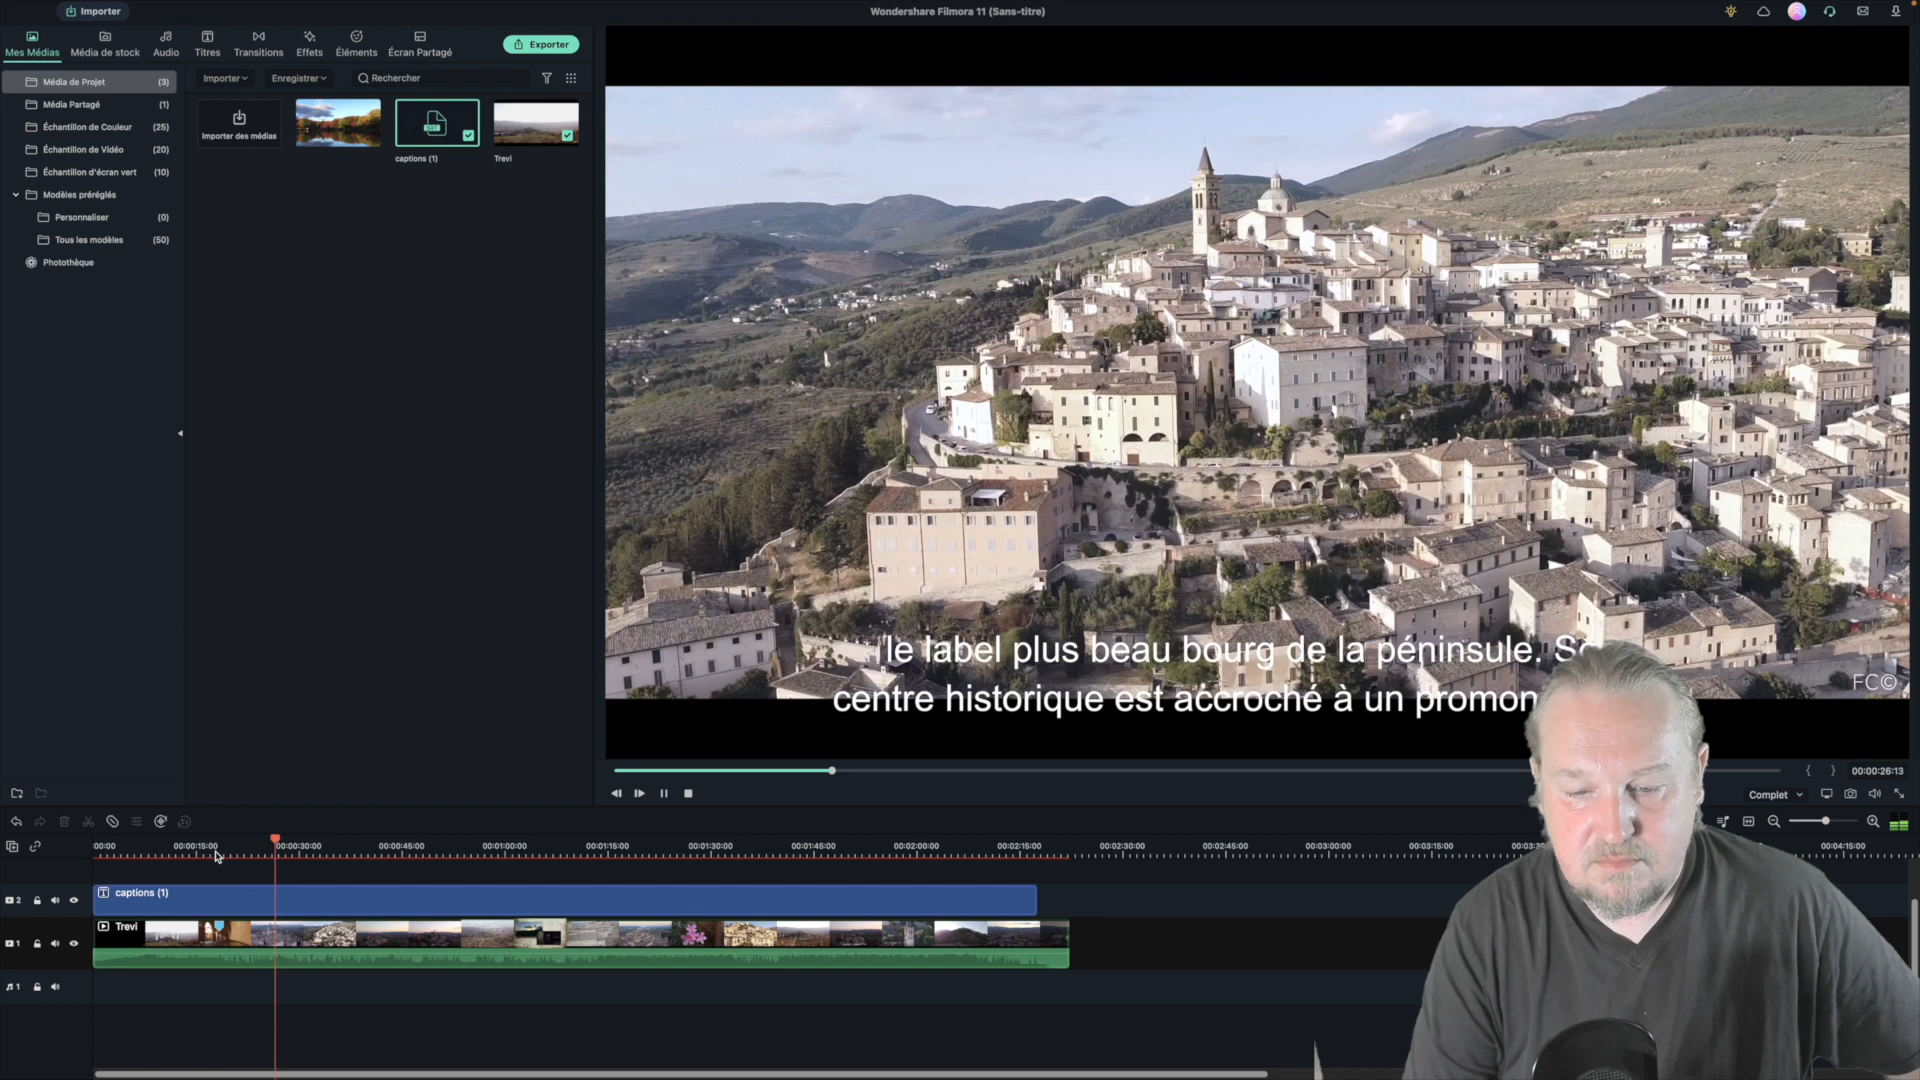 Importer
Wondershare Filmora 11 (Sans-titre)
Mes Médias
Média de stock
Audio
Titres
Transitions
Effets
Éléments
Écran Partagé
Exporter
Média de Projet (3)
Média Partagé (1)
Échantillon de Couleur (25)
Échantillon de Vidéo (20)
Échantillon d'écran vert (10)
Modèles préréglés
Personnaliser (0)
Tous les modèles (50)
Photothèque
Importer
Enregistrer
Rechercher
Importer des médias
captions (1)
Trevi
le label plus beau bourg de la péninsule.
centre historique est accroché à un promon
FC©
00:00:26:13
Complet
00:00
00:00:15:00
00:00:30:00
00:00:45:00
00:01:00:00
00:01:15:00
00:01:30:00
00:01:45:00
00:02:00:00
00:02:15:00
00:02:30:00
00:02:45:00
00:03:00:00
00:03:15:00
00:03:30
00:04:15:00
2
captions (1)
1
Trevi
1